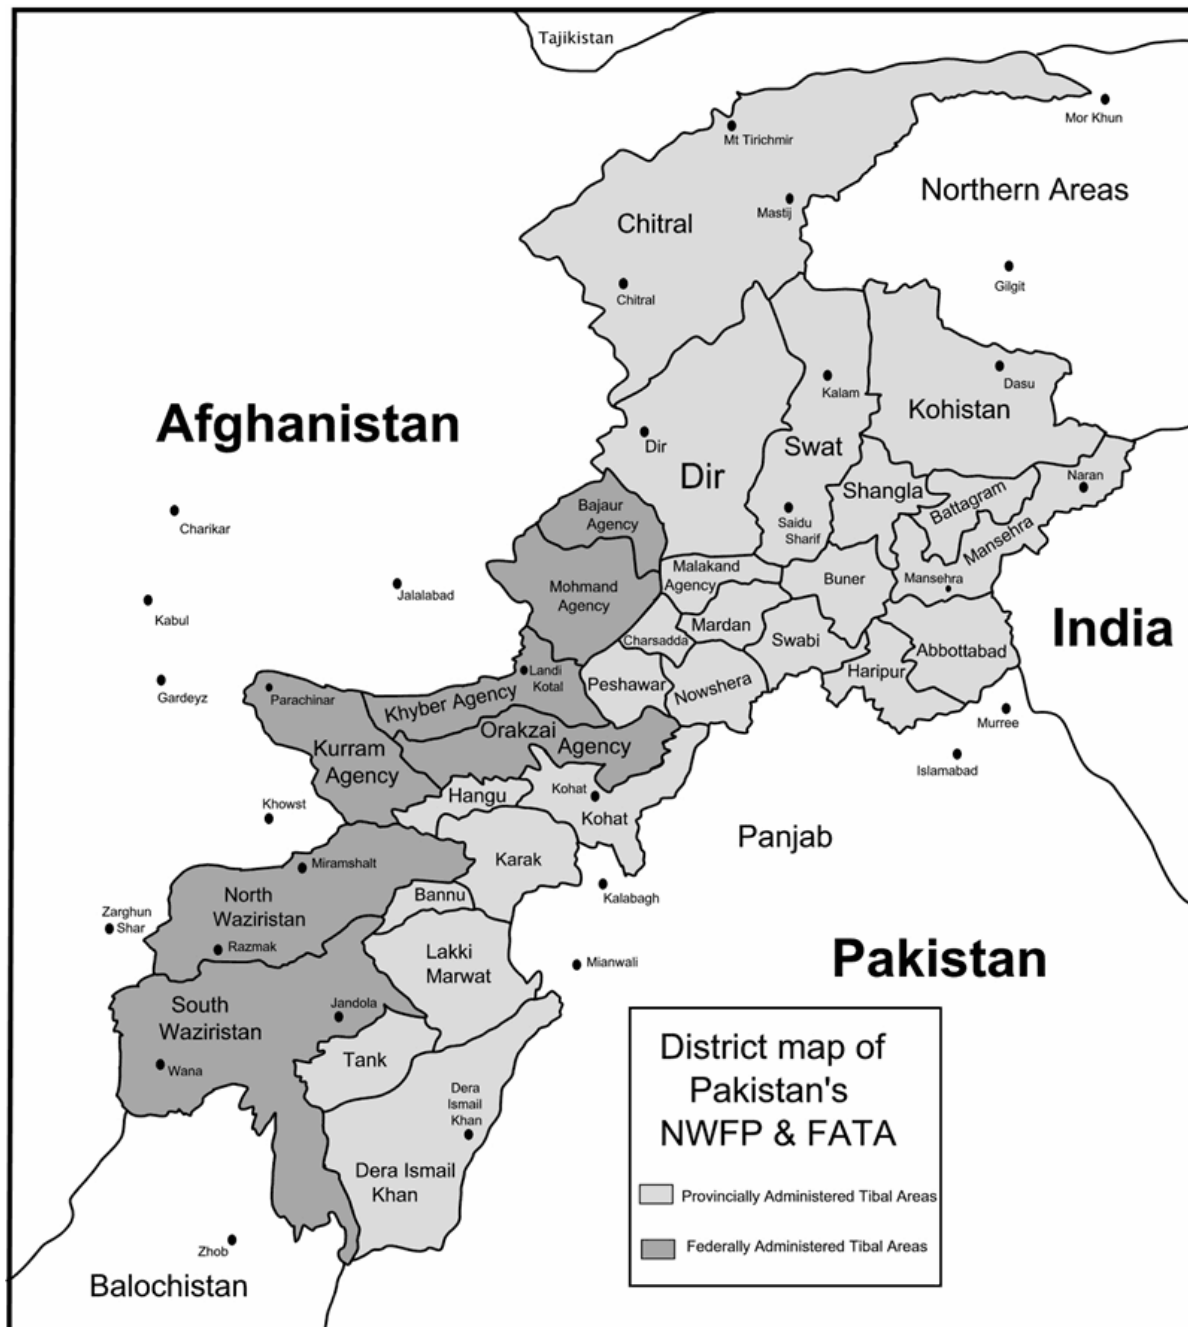 Tajikistan
Mor Khun
Mt Tirichmir
Northern Areas
Mastij
Chitral
Gilgit
Chitral
Dasu
Kalam
Kohistan
Afghanistan
Dir
Swat
Dir
Naran
Shangla
Battagram
Bajaur
Agency
Charikar
Saidu
Sharif
Mansehra
Malakand
Agency
Buner
Mansehra
Mohmand
Agency
Jalalabad
Kabul
India
Mardan
Charsadda
Swabi
Abbottabad
Landi
Kotal
Haripur
Peshawar
Nowshera
Gardeyz
Parachinar
Khyber Agency
Murree
Orakzai
Agency
Kurram
Agency
Islamabad
Hangu
Kohat
Khowst
Kohat
Panjab
Miramshalt
Karak
North
Waziristan
Bannu
Kalabagh
Zarghun
Shar
Razmak
Lakki
Marwat
Mianwali
Pakistan
South
Waziristan
Jandola
Wana
Tank
Dera
Ismail
Khan
Dera Ismail
Khan
Zhob
Balochistan
District map of
Pakistan's
NWFP & FATA
Provincially Administered Tibal Areas
Federally Administered Tibal Areas